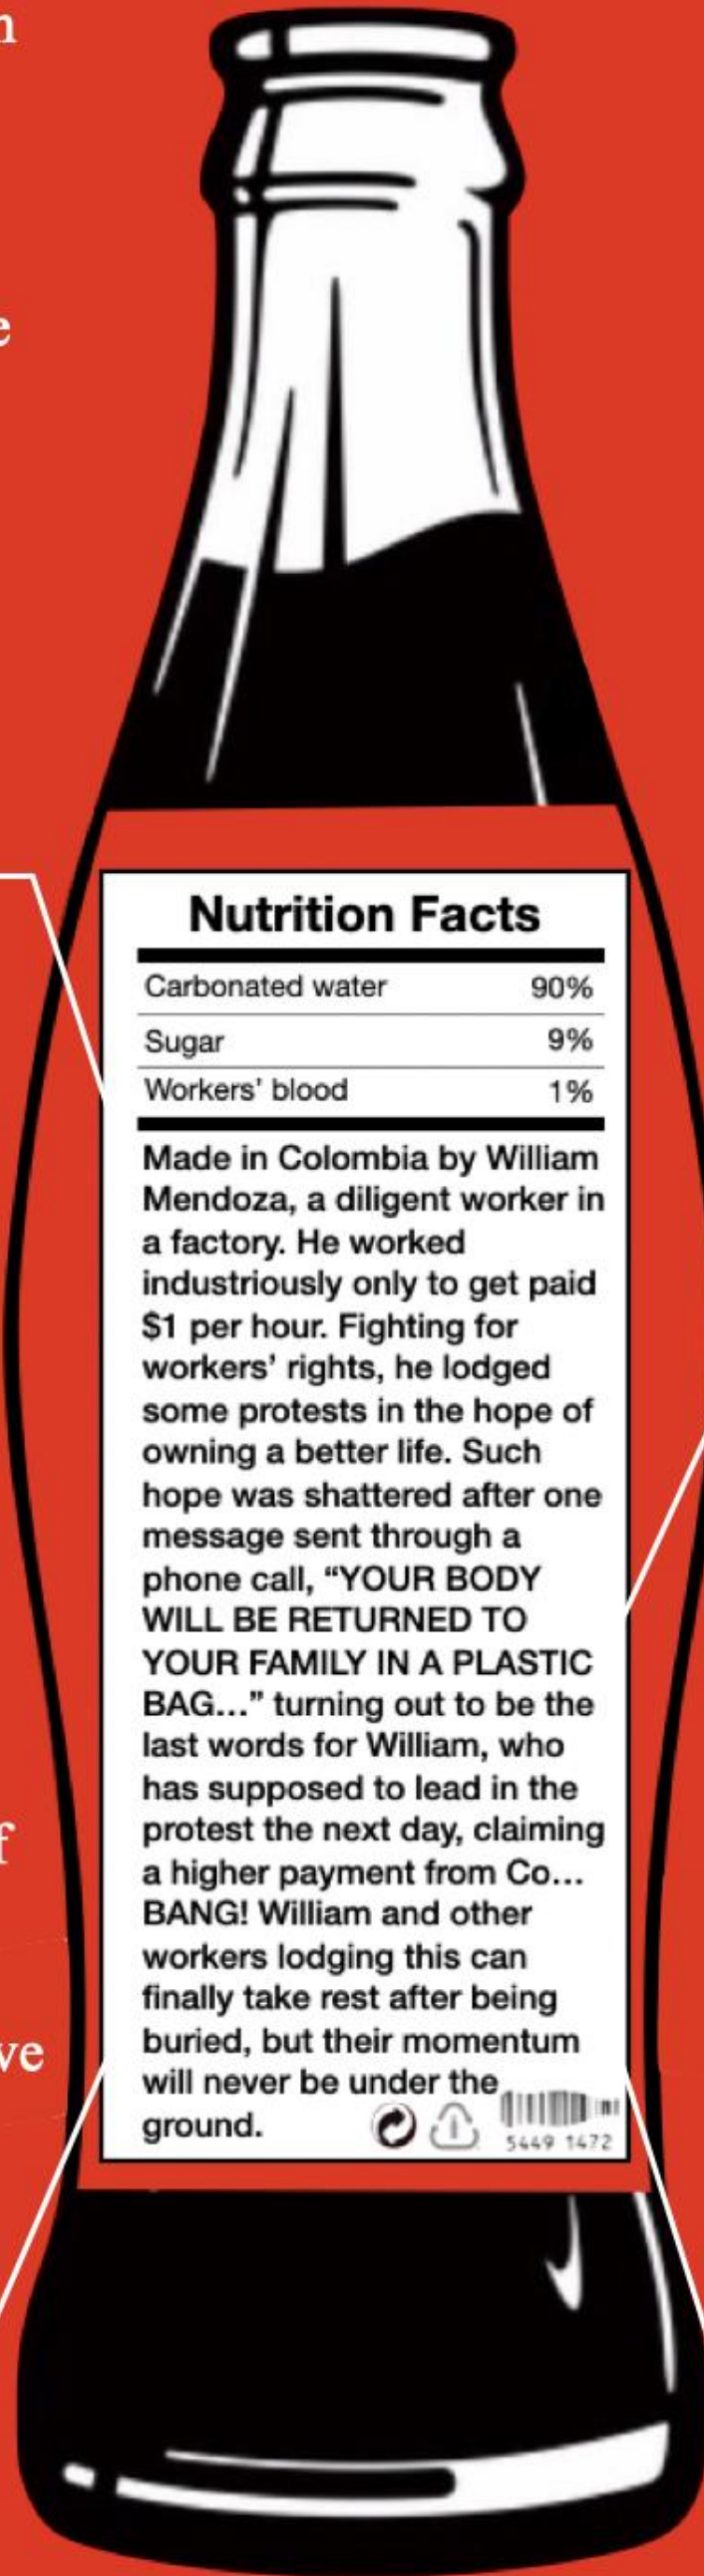 n
e
Nutrition Facts
Carbonated water 90%
Sugar 9%
Workers' blood 1%
Made in Colombia by William
Mendoza, a diligent worker in
a factory. He worked
industriously only to get paid
$1 per hour. Fighting for
workers' rights, he lodged
some protests in the hope of
owning a better life. Such
hope was shattered after one
message sent through a
phone call, “YOUR BODY
WILL BE RETURNED TO
YOUR FAMILY IN A PLASTIC
BAG...” turning out to be the
last words for William, who
has supposed to lead in the
protest the next day, claiming
a higher payment from Co...
BANG! William and other
workers lodging this can
finally take rest after being
buried, but their momentum
will never be under the
ground.
5449 1472
f
ve